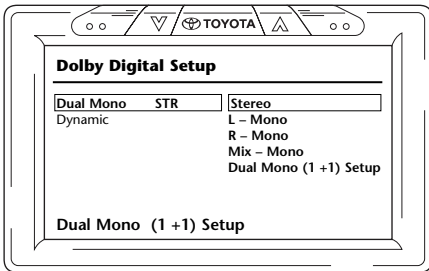 TOYOTA
Dolby Digital Setup
Dual Mono STR
Dynamic
Stereo
L – Mono
R – Mono
Mix – Mono
Dual Mono (1 +1) Setup
Dual Mono (1 +1) Setup